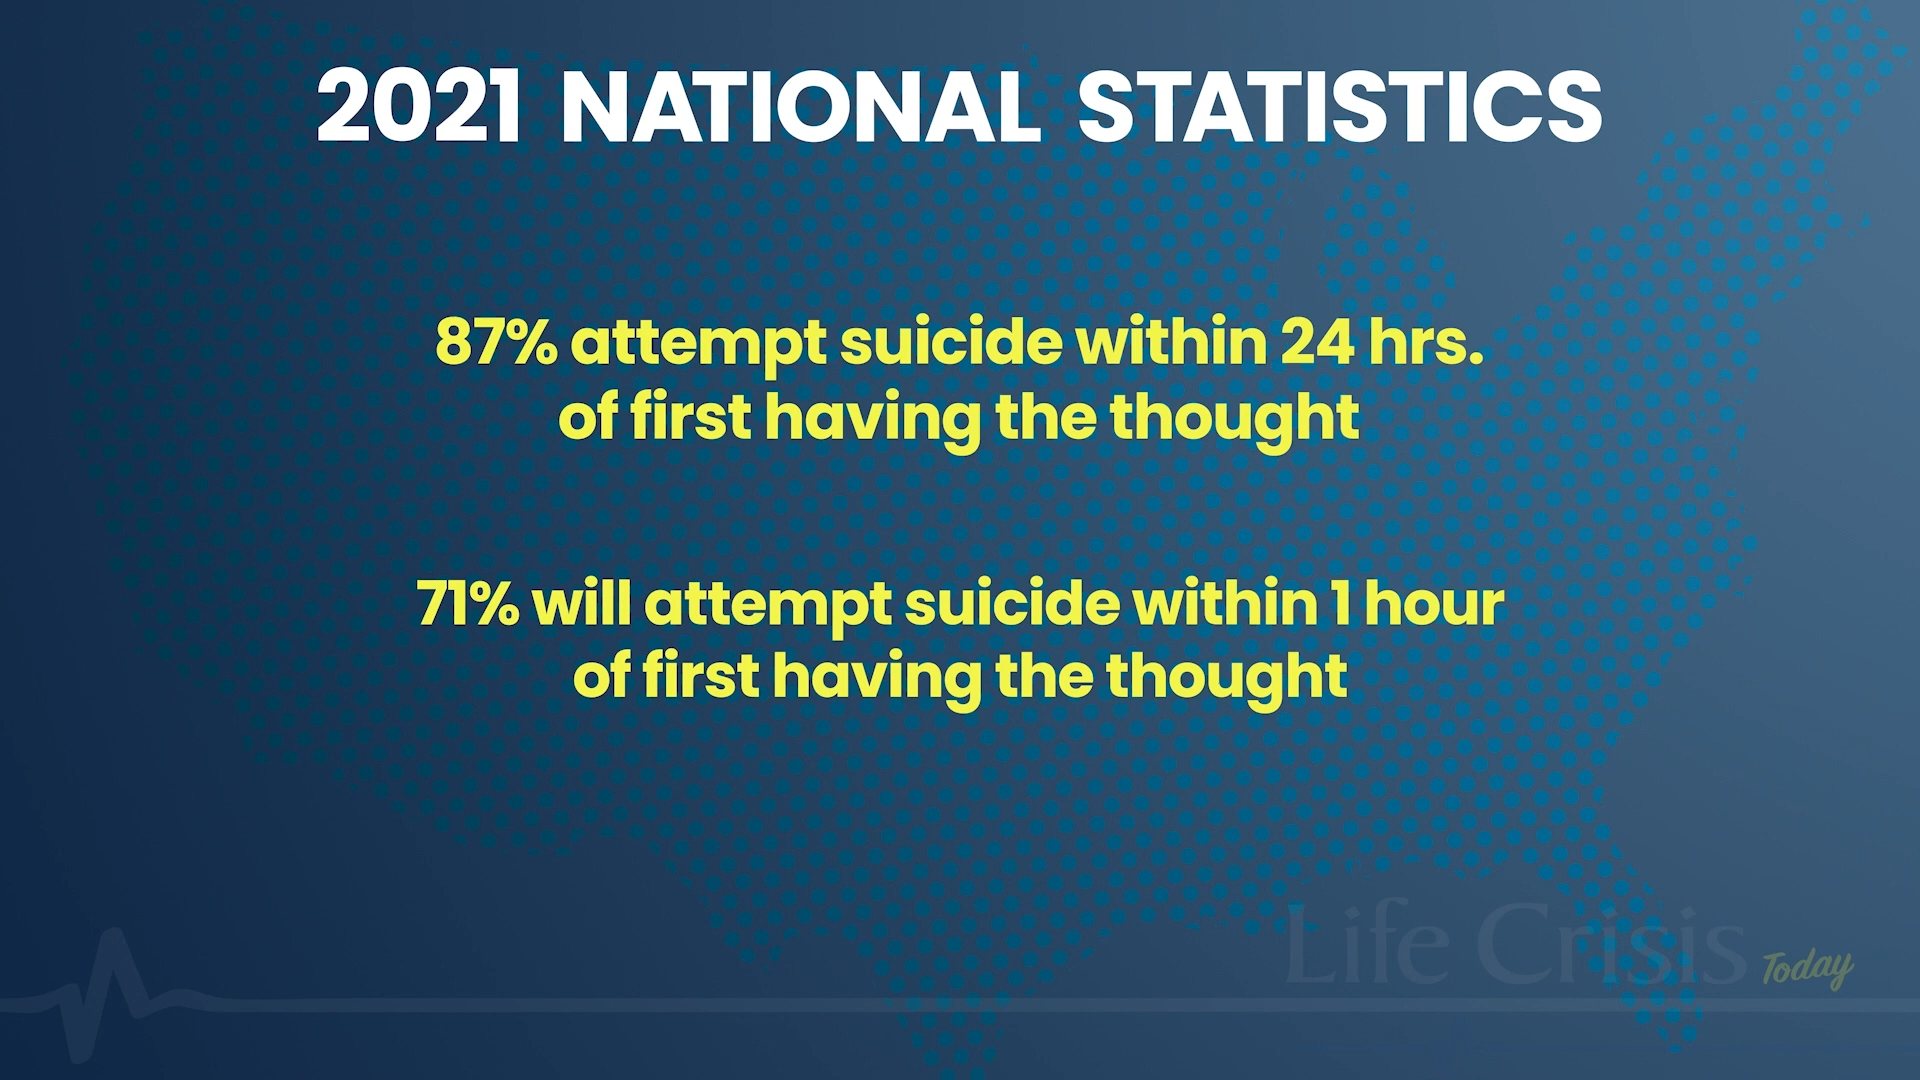 2021 NATIONAL STATISTICS
87% attempt suicide within 24 hrs.
of first having the thought
71% will attempt suicide within 1 hour
of first having the thought
Life Crisis Today